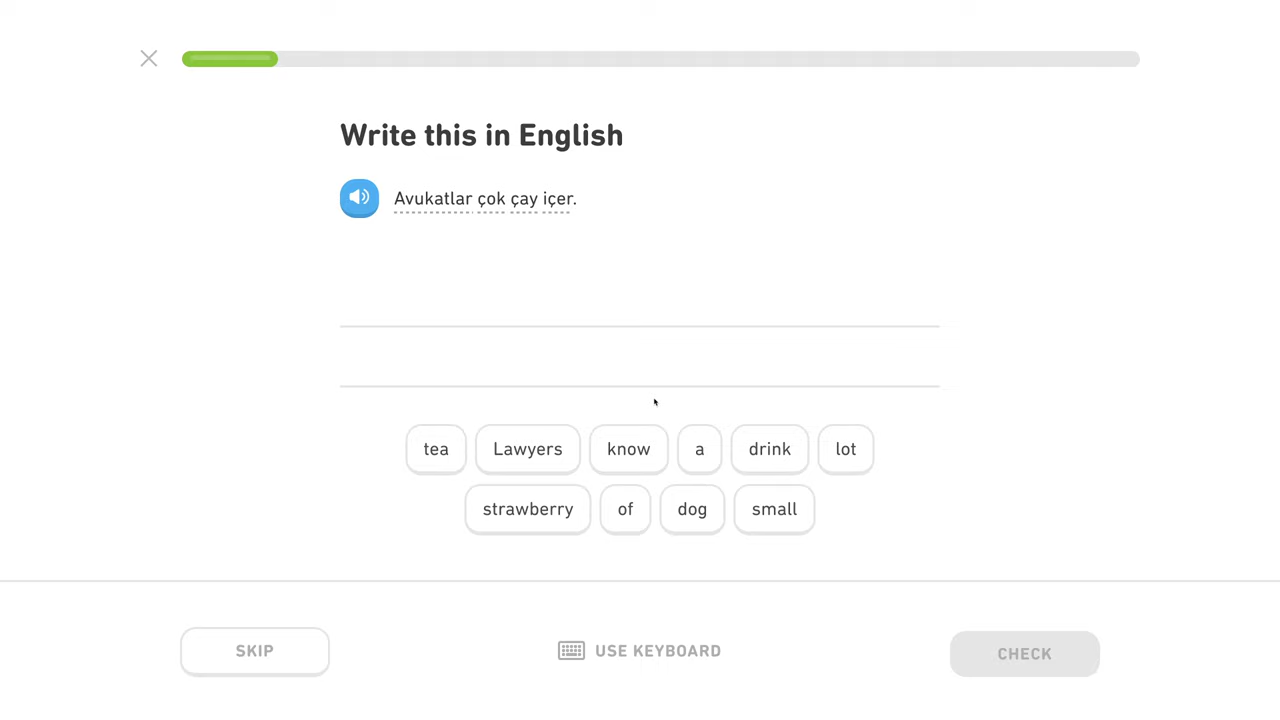 Write this in English
Avukatlar çok çay içer.
tea Lawyers know a drink lot
strawberry of dog small
SKIP USE KEYBOARD CHECK